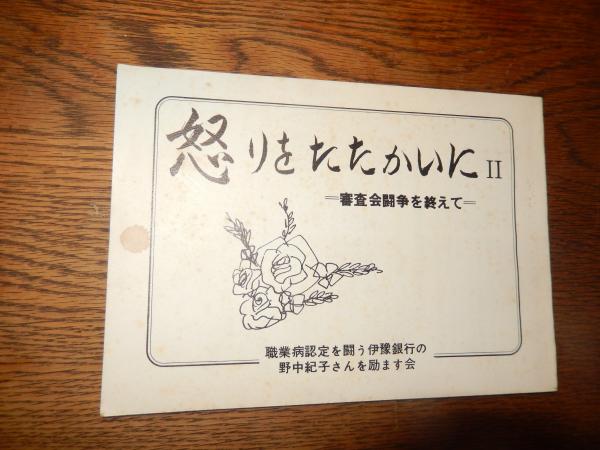 怒りをたたかいに II
=審査会闘争を終えて=
職業病認定を闘う伊豫銀行の
野中紀子さんを励ます会